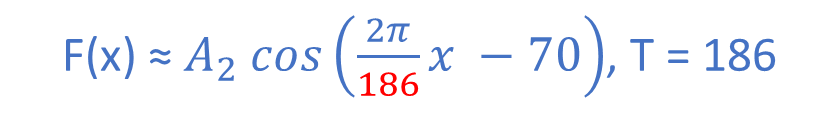 F(x) ≈ A₂ cos(2π/186 x − 70), T = 186